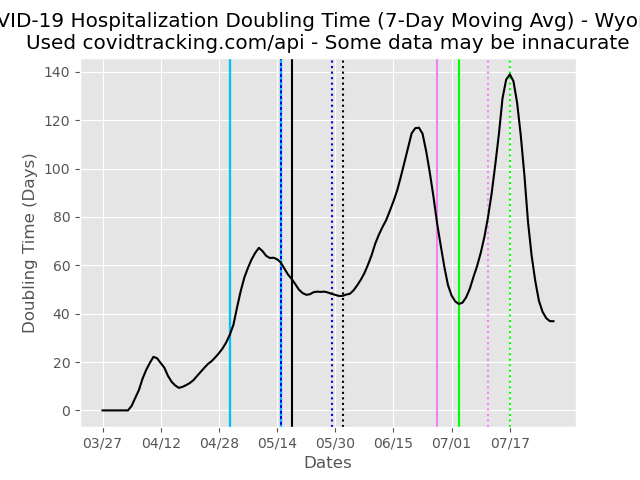 VID-19 Hospitalization Doubling Time (7-Day Moving Avg) - Wyo
Used covidtracking.com/api - Some data may be innacurate
140
120
100
80
60
40
20
0
Doubling Time (Days)
03/27 04/12 04/28 05/14 05/30 06/15 07/01 07/17
Dates